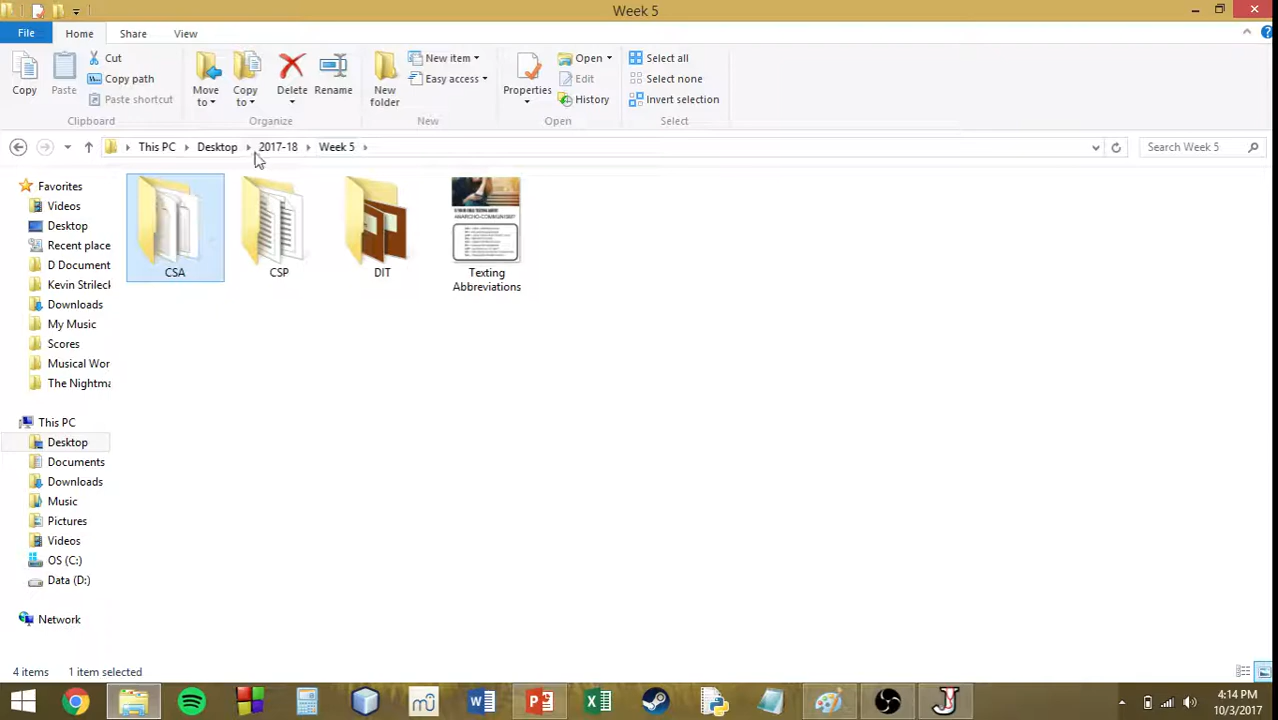 Week 5
File Home Share View
Copy
Paste
Cut
Copy path
Paste shortcut
Clipboard
Move to
Copy to
Delete
Rename
Organize
New folder
New item
Easy access
New
Properties
Open
Edit
History
Open
Select all
Select none
Invert selection
Select
This PC Desktop 2017-18 Week 5
Search Week 5
Favorites
Videos
Desktop
Recent place
D Document
Kevin Strileck
Downloads
My Music
Scores
Musical Wor
The Nightma
This PC
Desktop
Documents
Downloads
Music
Pictures
Videos
OS (C:)
Data (D:)
Network
CSA
CSP
DIT
Texting
Abbreviations
4 items 1 item selected
4:14 PM
10/3/2017